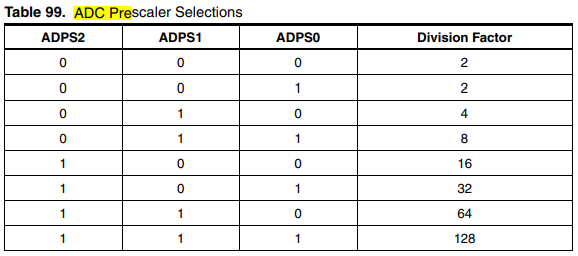 Table 99. ADC Prescaler Selections
ADPS2 ADPS1 ADPS0 Division Factor
0 0 0 2
0 0 1 2
0 1 0 4
0 1 1 8
1 0 0 16
1 0 1 32
1 1 0 64
1 1 1 128